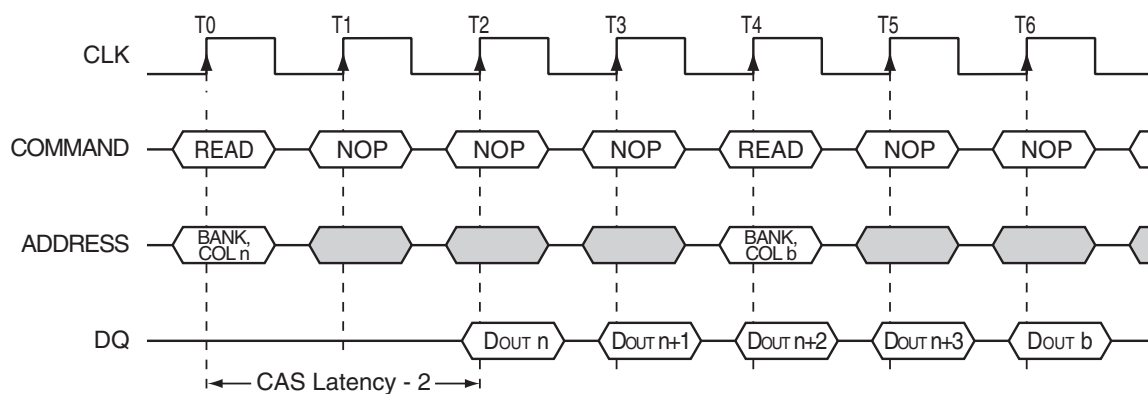 T0 T1 T2 T3 T4 T5 T6
CLK
COMMAND READ NOP NOP NOP READ NOP NOP
ADDRESS BANK, COL n BANK, COL b
DQ DOUT n DOUT n+1 DOUT n+2 DOUT n+3 DOUT b
CAS Latency - 2